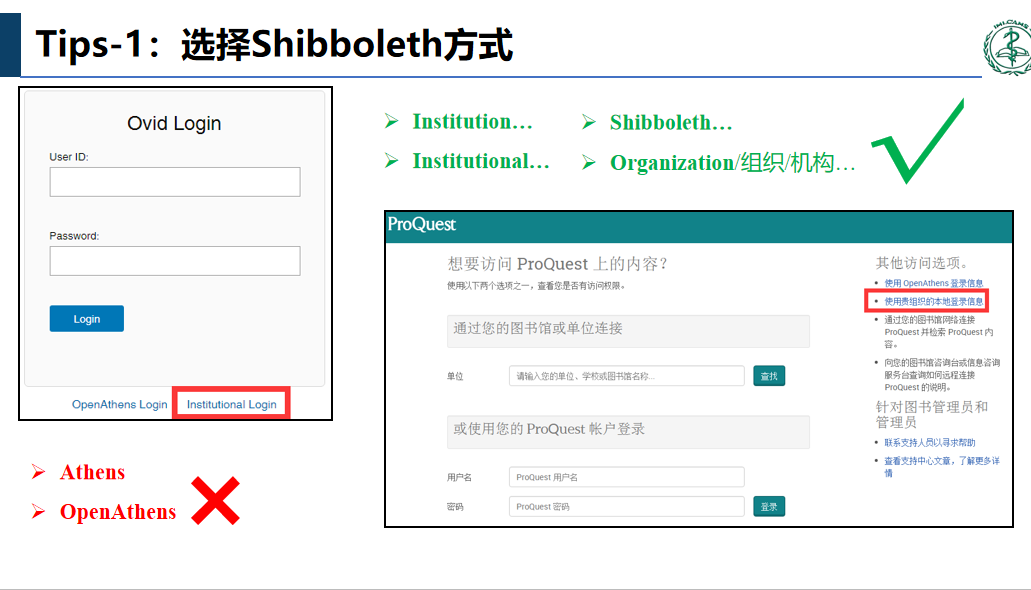 Tips-1：选择Shibboleth方式
Ovid Login
User ID:
Password:
Login
OpenAthens Login
Institutional Login
Athens
OpenAthens
Institution…
Shibboleth…
Institutional…
Organization/组织/机构…
ProQuest
想要访问 ProQuest 上的内容？
使用以下两个选项之一，查看您是否有访问权限。
通过您的图书馆或单位连接
单位
请输入您的单位、学校或图书馆名称...
查找
或使用您的 ProQuest 帐户登录
用户名
ProQuest 用户名
密码
ProQuest 密码
登录
其他访问选项。
使用 OpenAthens 登录信息
使用贵组织的本地登录信息
通过您的图书馆网络连接
ProQuest 并检索 ProQuest 内
容。
向您的图书馆咨询台或信息咨询
服务台查询如何远程连接
ProQuest 的说明。
针对图书管理员和
管理员
联系支持人员以寻求帮助
查看支持中心文章，了解更多详
情